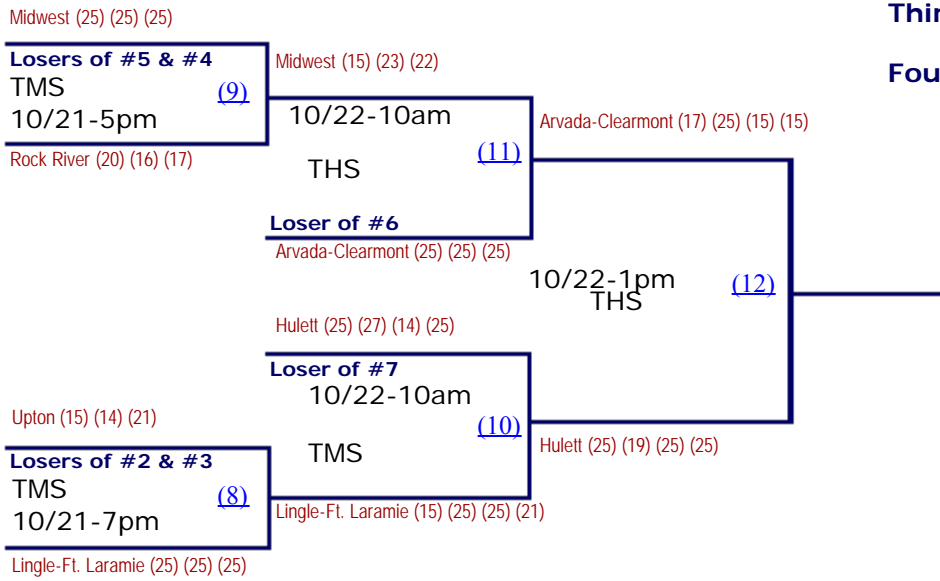 Midwest (25) (25) (25)
Losers of #5 & #4
TMS
(9)
10/21-5pm
Rock River (20) (16) (17)
Midwest (15) (23) (22)
10/22-10am
(11)
THS
Loser of #6
Arvada-Clearmont (25) (25) (25)
Arvada-Clearmont (17) (25) (15) (15)
10/22-1pm
THS
(12)
Hulett (25) (27) (14) (25)
Loser of #7
10/22-10am
(10)
TMS
Lingle-Ft. Laramie (15) (25) (25) (21)
Hulett (25) (19) (25) (25)
Upton (15) (14) (21)
Losers of #2 & #3
TMS
(8)
10/21-7pm
Lingle-Ft. Laramie (25) (25) (25)